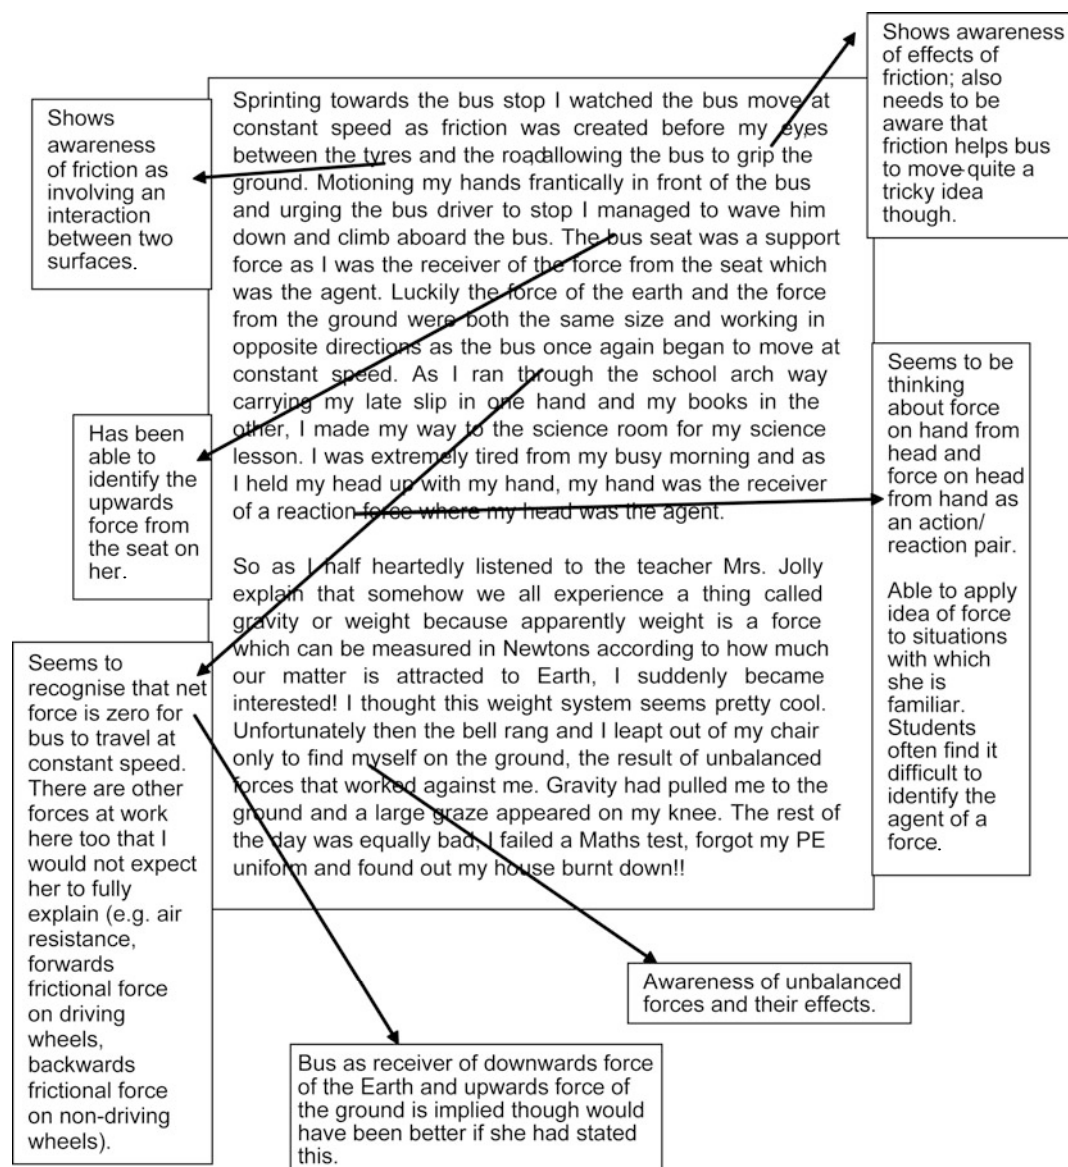 Shows awareness
of effects of
friction; also
needs to be
aware that
friction helps bus
to move-quite a
tricky idea
though.
Shows
awareness
of friction as
involving an
interaction
between two
surfaces.
Sprinting towards the bus stop I watched the bus move at
constant speed as friction was created before my eyes
between the tyres and the road, allowing the bus to grip the
ground. Motioning my hands frantically in front of the bus
and urging the bus driver to stop I managed to wave him
down and climb aboard the bus. The bus seat was a support
force as I was the receiver of the force from the seat which
was the agent. Luckily the force of the earth and the force
from the ground were both the same size and working in
opposite directions as the bus once again began to move at
constant speed. As I ran through the school arch way
carrying my late slip in one hand and my books in the
other, I made my way to the science room for my science
lesson. I was extremely tired from my busy morning and as
I held my head up with my hand, my hand was the receiver
of a reaction force where my head was the agent.
So as I half heartedly listened to the teacher Mrs. Jolly
explain that somehow we all experience a thing called
gravity or weight because apparently weight is a force
which can be measured in Newtons according to how much
our matter is attracted to Earth, I suddenly became
interested! I thought this weight system seems pretty cool.
Unfortunately then the bell rang and I leapt out of my chair
only to find myself on the ground, the result of unbalanced
forces that worked against me. Gravity had pulled me to the
ground and a large graze appeared on my knee. The rest of
the day was equally bad, I failed a Maths test, forgot my PE
uniform and found out my house burnt down!!
Has been
able to
identify the
upwards
force from
the seat on
her.
Seems to be
thinking
about force
on hand from
head and
force on head
from hand as
an action/
reaction pair.
Able to apply
idea of force
to situations
with which
she is
familiar.
Students
often find it
difficult to
identify the
agent of a
force.
Seems to
recognise that net
force is zero for
bus to travel at
constant speed.
There are other
forces at work
here too that I
would not expect
her to fully
explain (e.g. air
resistance,
forwards
frictional force
on driving
wheels,
backwards
frictional force
on non-driving
wheels).
Awareness of unbalanced
forces and their effects.
Bus as receiver of downwards force
of the Earth and upwards force of
the ground is implied though would
have been better if she had stated
this.